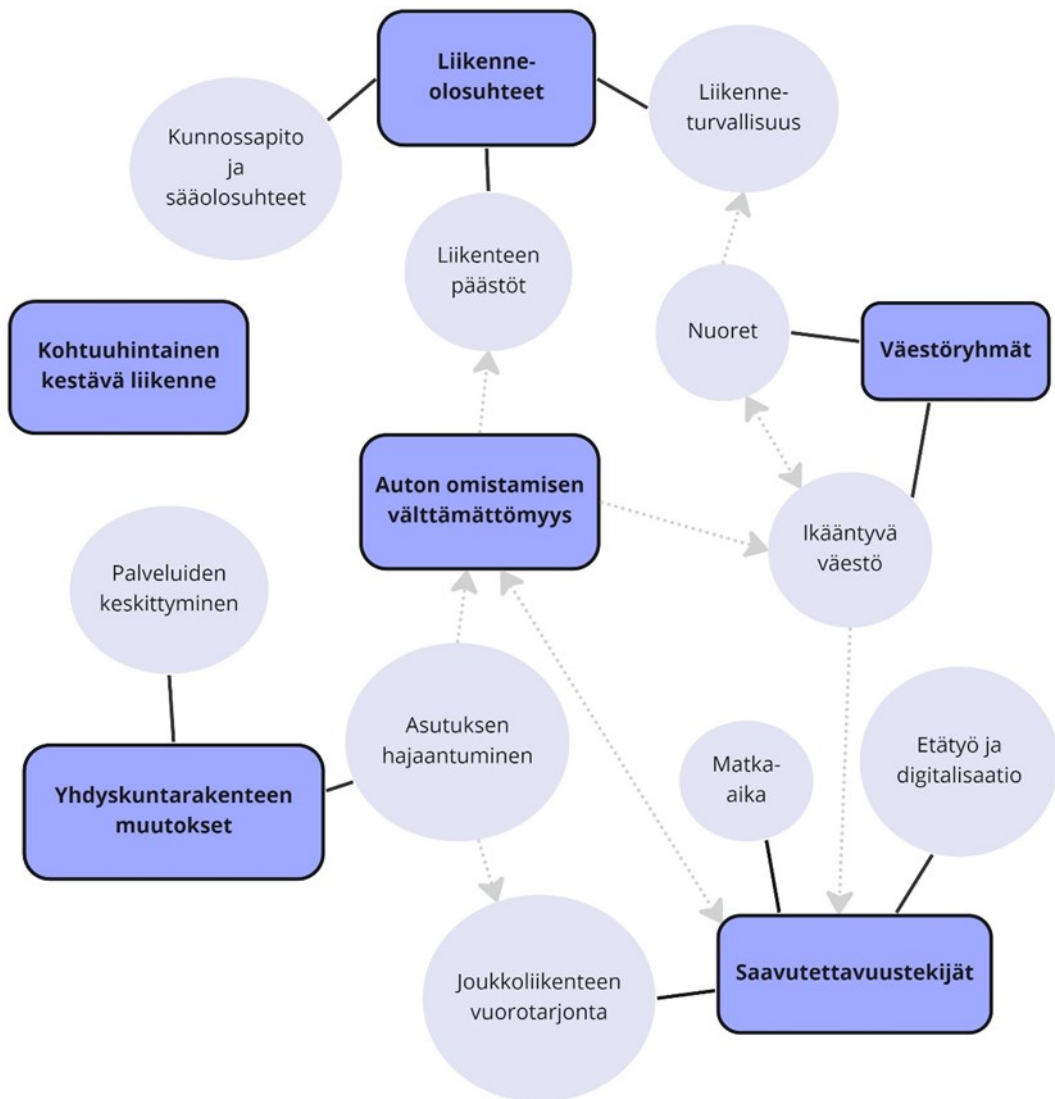 Liikenne-
olosuhteet
Liikenne-
turvallisuus
Kunnossapito
ja
sääolosuhteet
Liikenteen
päästöt
Nuoret
Väestöryhmät
Kohtuuhintainen
kestävä liikenne
Auton omistamisen
välttämättömyys
Ikääntyvä
väestö
Palveluiden
keskittyminen
Asutuksen
hajaantuminen
Matka-
aika
Etätyö ja
digitalisaatio
Yhdyskuntarakenteen
muutokset
Joukkoliikenteen
vuorotarjonta
Saavutettavuustekijät